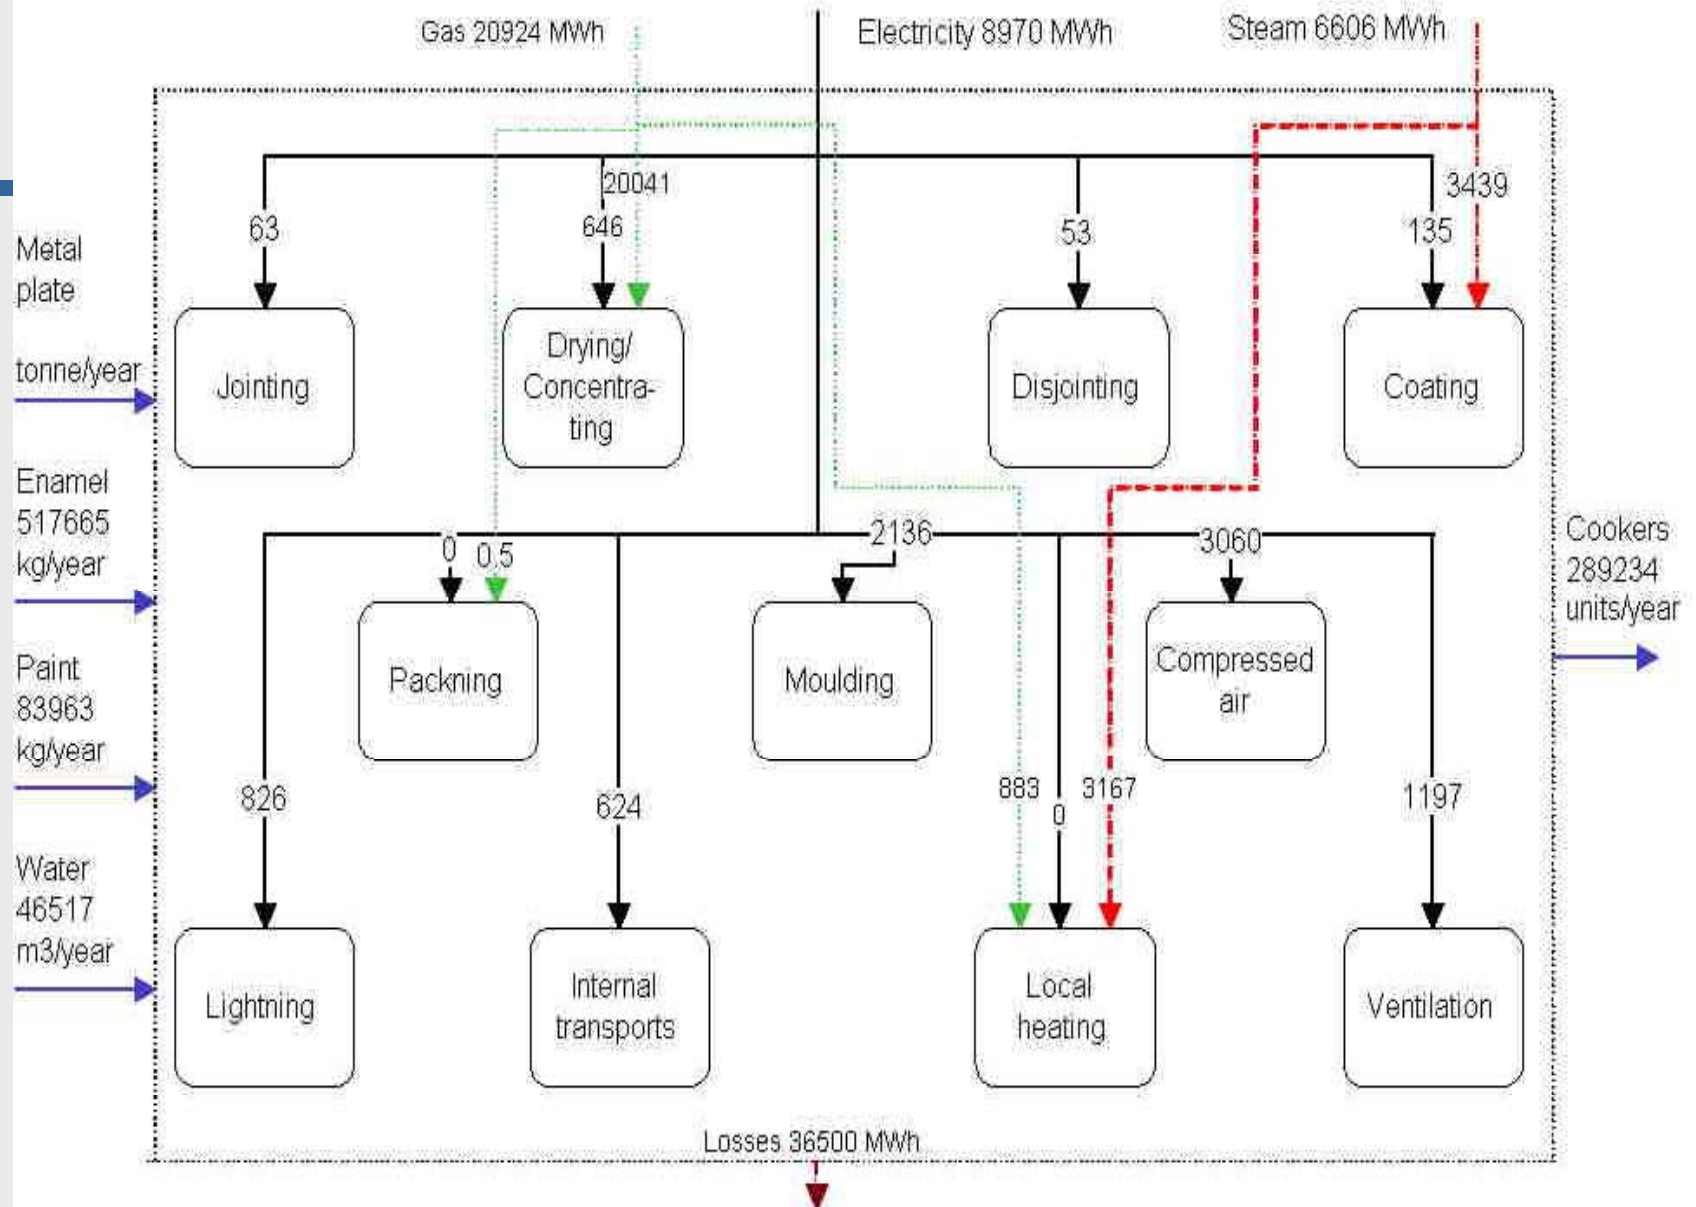 Gas 20924 MWh
Electricity 8970 MWh
Steam 6606 MWh
20041
3439
63
646
53
135
Metal
plate
tonne/year
Jointing
Drying/
Concentra-
ting
Disjointing
Coating
Enamel
517665
kg/year
0
0,5
2136
3060
Cookers
289234
units/year
Paint
83963
kg/year
Packning
Moulding
Compressed
air
826
624
883
0
3167
1197
Water
46517
m3/year
Lightning
Internal
transports
Local
heating
Ventilation
Losses 36500 MWh